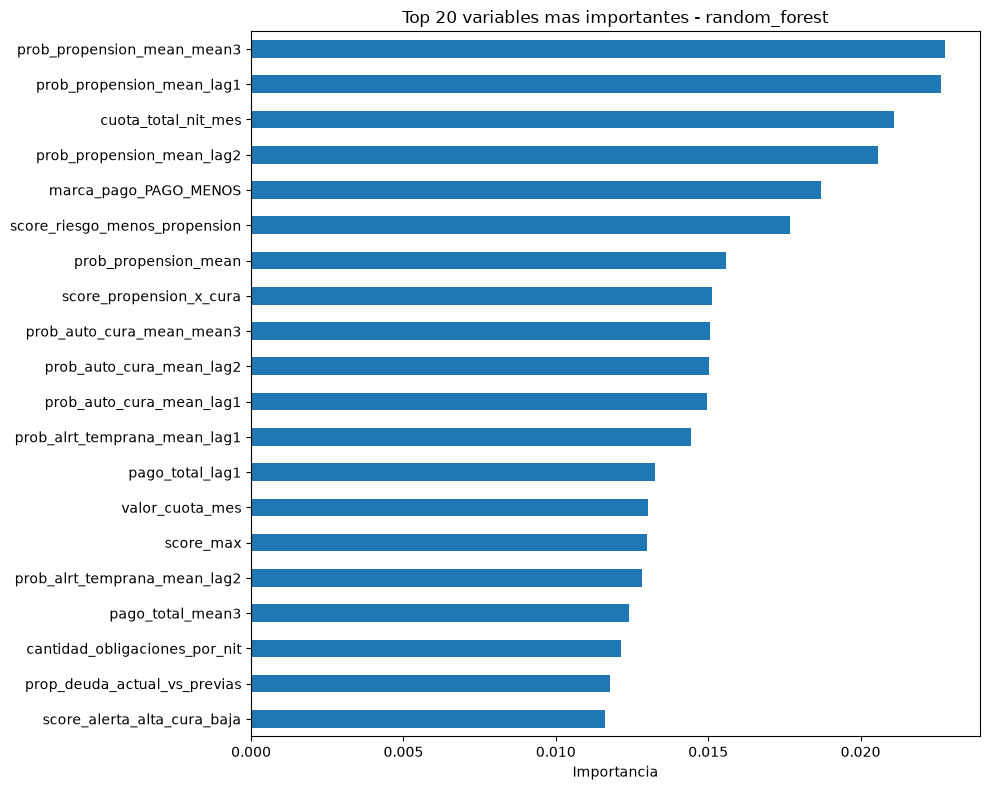 Top 20 variables mas importantes - random_forest
prob_propension_mean_mean3
prob_propension_mean_lag1
cuota_total_nit_mes
prob_propension_mean_lag2
marca_pago_PAGO_MENOS
score_riesgo_menos_propension
prob_propension_mean
score_propension_x_cura
prob_auto_cura_mean_mean3
prob_auto_cura_mean_lag2
prob_auto_cura_mean_lag1
prob_alrt_temprana_mean_lag1
pago_total_lag1
valor_cuota_mes
score_max
prob_alrt_temprana_mean_lag2
pago_total_mean3
cantidad_obligaciones_por_nit
prop_deuda_actual_vs_previas
score_alerta_alta_cura_baja
0.000 0.005 0.010 0.015 0.020
Importancia